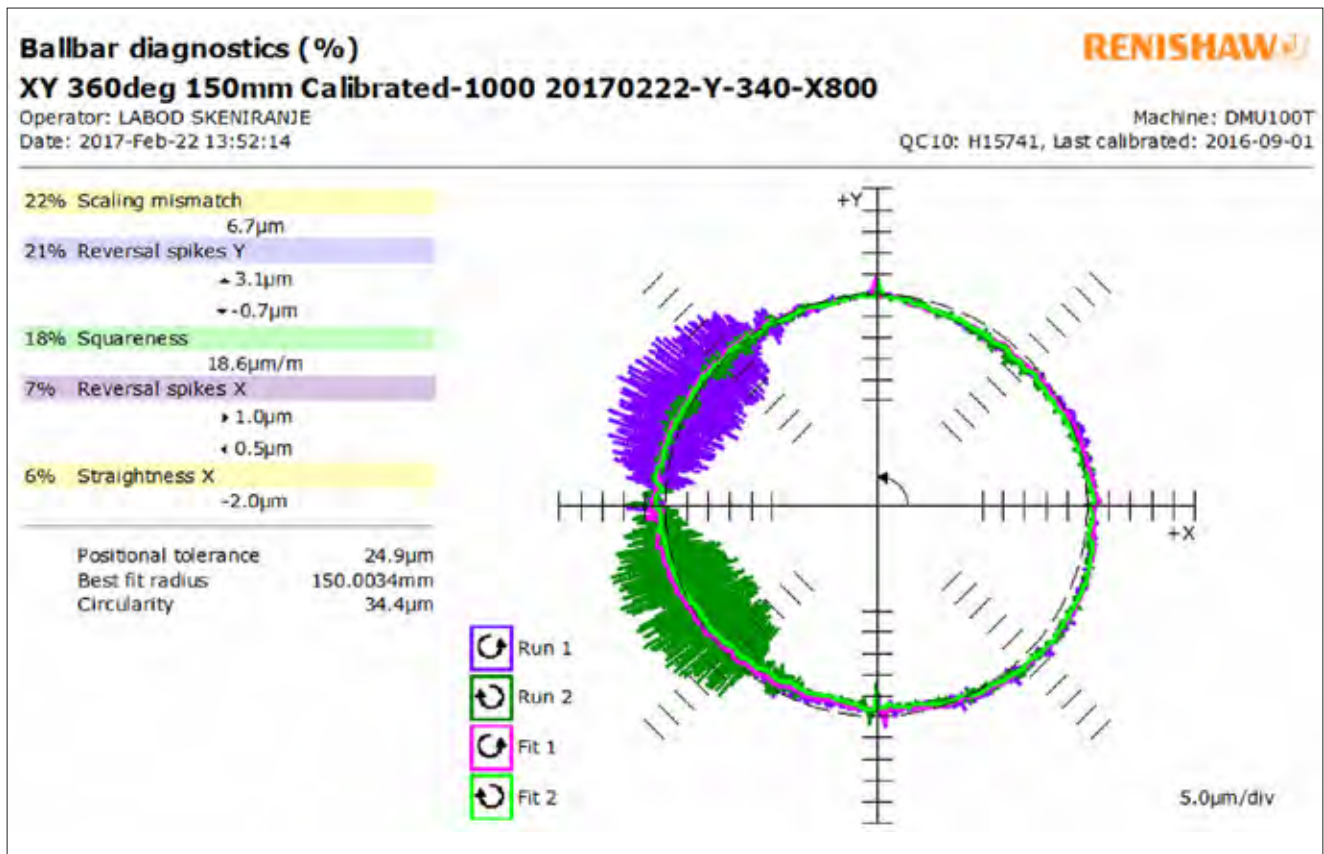 Ballbar diagnostics (%)
RENISHAW
XY 360deg 150mm Calibrated-1000 20170222-Y-340-X800
Operator: LABOD SKENIRANJE
Machine: DMU100T
Date: 2017-Feb-22 13:52:14
QC10: H15741, Last calibrated: 2016-09-01
22% Scaling mismatch
6.7µm
21% Reversal spikes Y
▲ 3.1µm
▼ -0.7µm
18% Squareness
18.6µm/m
7% Reversal spikes X
▸ 1.0µm
◂ 0.5µm
6% Straightness X
-2.0µm
Positional tolerance 24.9µm
Best fit radius 150.0034mm
Circularity 34.4µm
+Y
+X
Run 1
Run 2
Fit 1
Fit 2
5.0µm/div